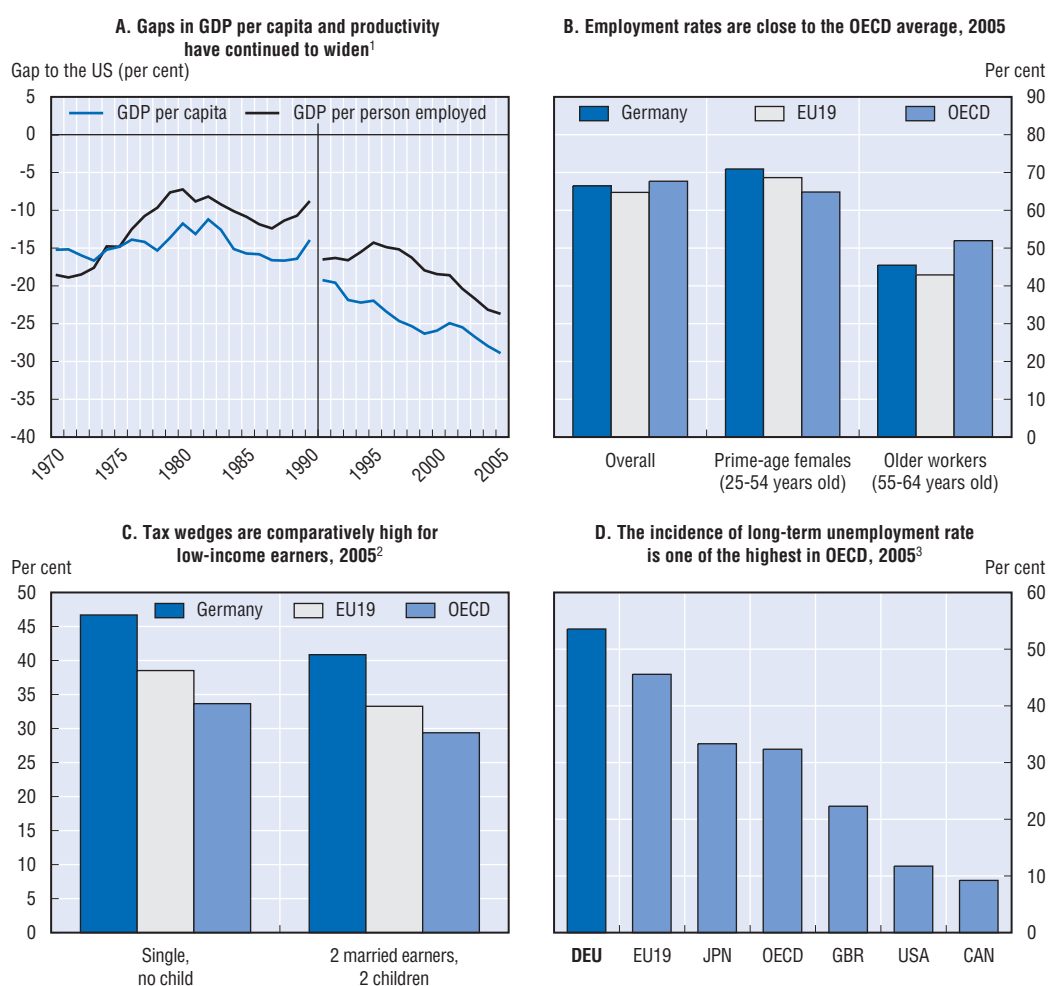 A. Gaps in GDP per capita and productivity
have continued to widen1
Gap to the US (per cent)
GDP per capita
GDP per person employed
5
0
-5
-10
-15
-20
-25
-30
-35
-40
1970
1975
1980
1985
1990
1995
2000
2005
B. Employment rates are close to the OECD average, 2005
Per cent
Germany
EU19
OECD
90
80
70
60
50
40
30
20
10
0
Overall
Prime-age females
(25-54 years old)
Older workers
(55-64 years old)
C. Tax wedges are comparatively high for
low-income earners, 20052
Per cent
Germany
EU19
OECD
50
45
40
35
30
25
20
15
10
5
0
Single,
no child
2 married earners,
2 children
D. The incidence of long-term unemployment rate
is one of the highest in OECD, 20053
Per cent
60
50
40
30
20
10
0
DEU
EU19
JPN
OECD
GBR
USA
CAN